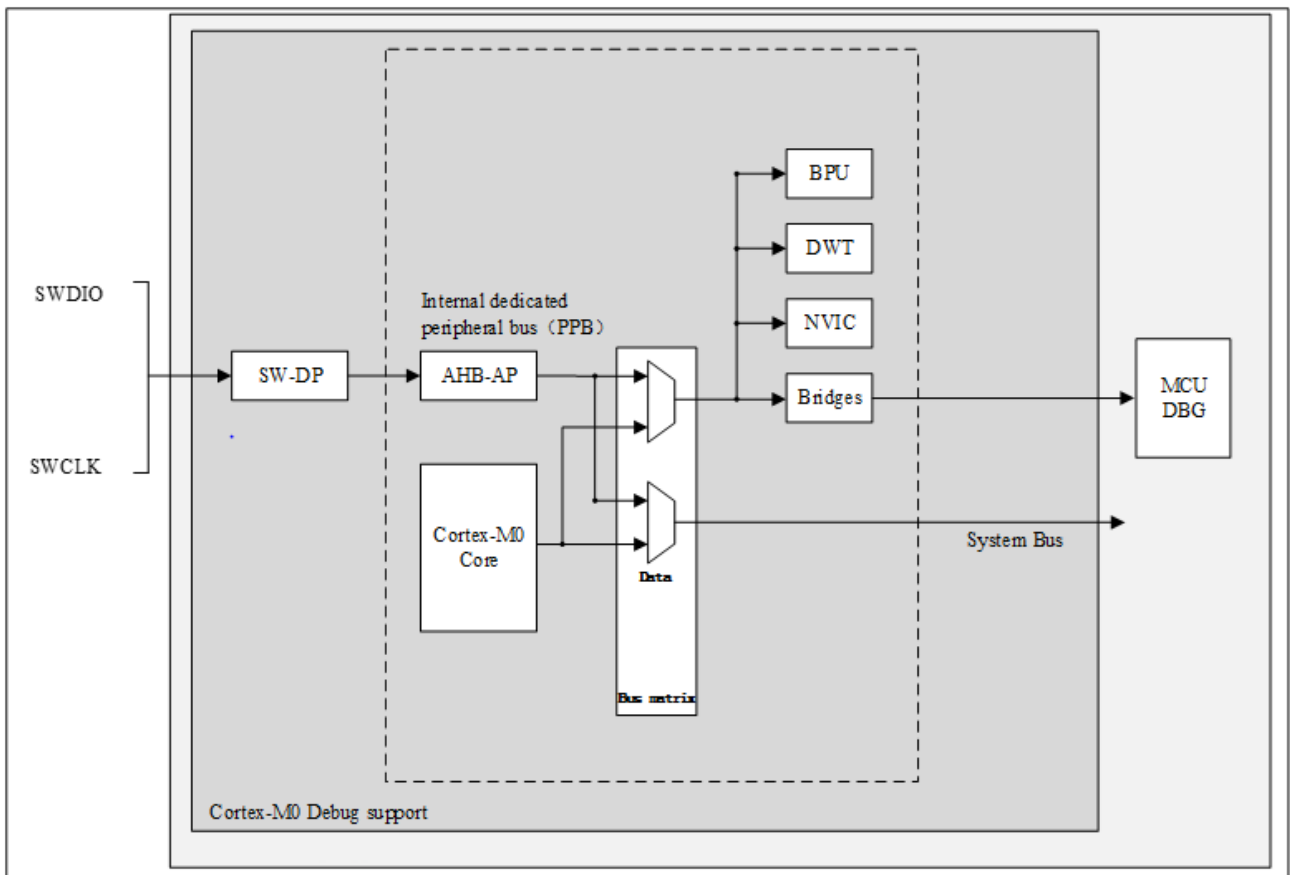 BPU
DWT
SWDIO
Internal dedicated
peripheral bus（PPB）
NVIC
SW-DP
AHB-AP
Bridges
MCU
DBG
SWCLK
Cortex-M0
Core
System Bus
Data
Bus matrix
Cortex-M0 Debug support